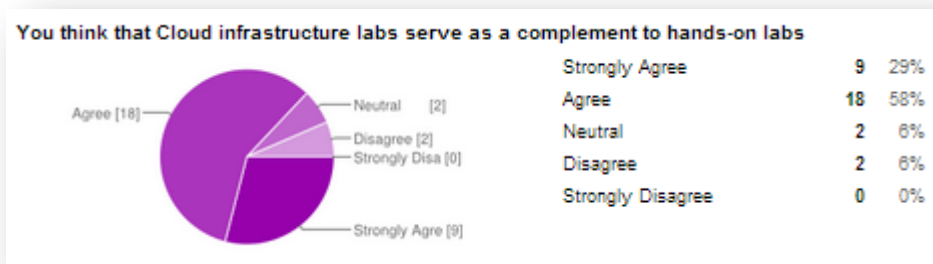 You think that Cloud infrastructure labs serve as a complement to hands-on labs
Agree [18]
Neutral [2]
Disagree [2]
Strongly Disa [0]
Strongly Agre [9]
Strongly Agree 9 29%
Agree 18 58%
Neutral 2 6%
Disagree 2 6%
Strongly Disagree 0 0%